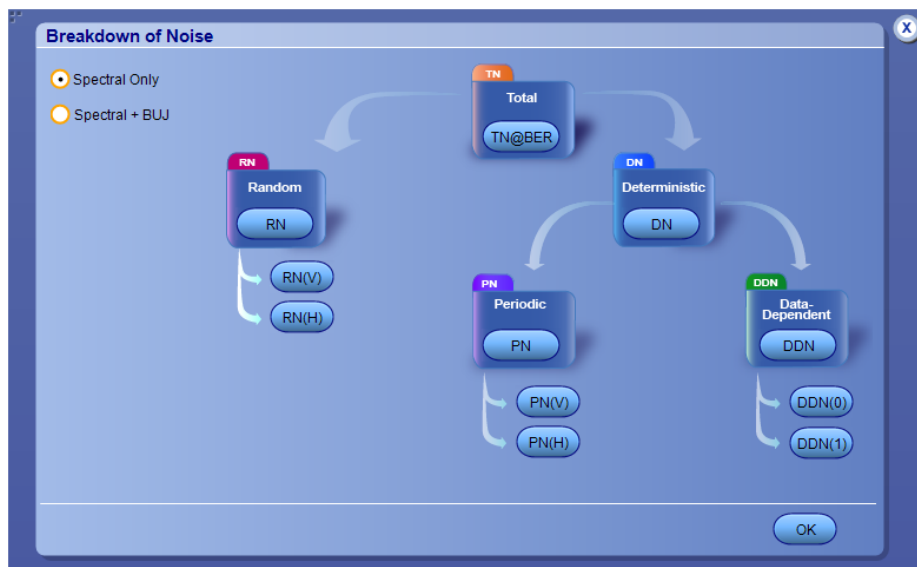 Breakdown of Noise
X
Spectral Only
Spectral + BUJ
TN
Total
TN@BER
RN
Random
RN
RN(V)
RN(H)
DN
Deterministic
DN
PN
Periodic
PN
PN(V)
PN(H)
DDN
Data-
Dependent
DDN
DDN(0)
DDN(1)
OK